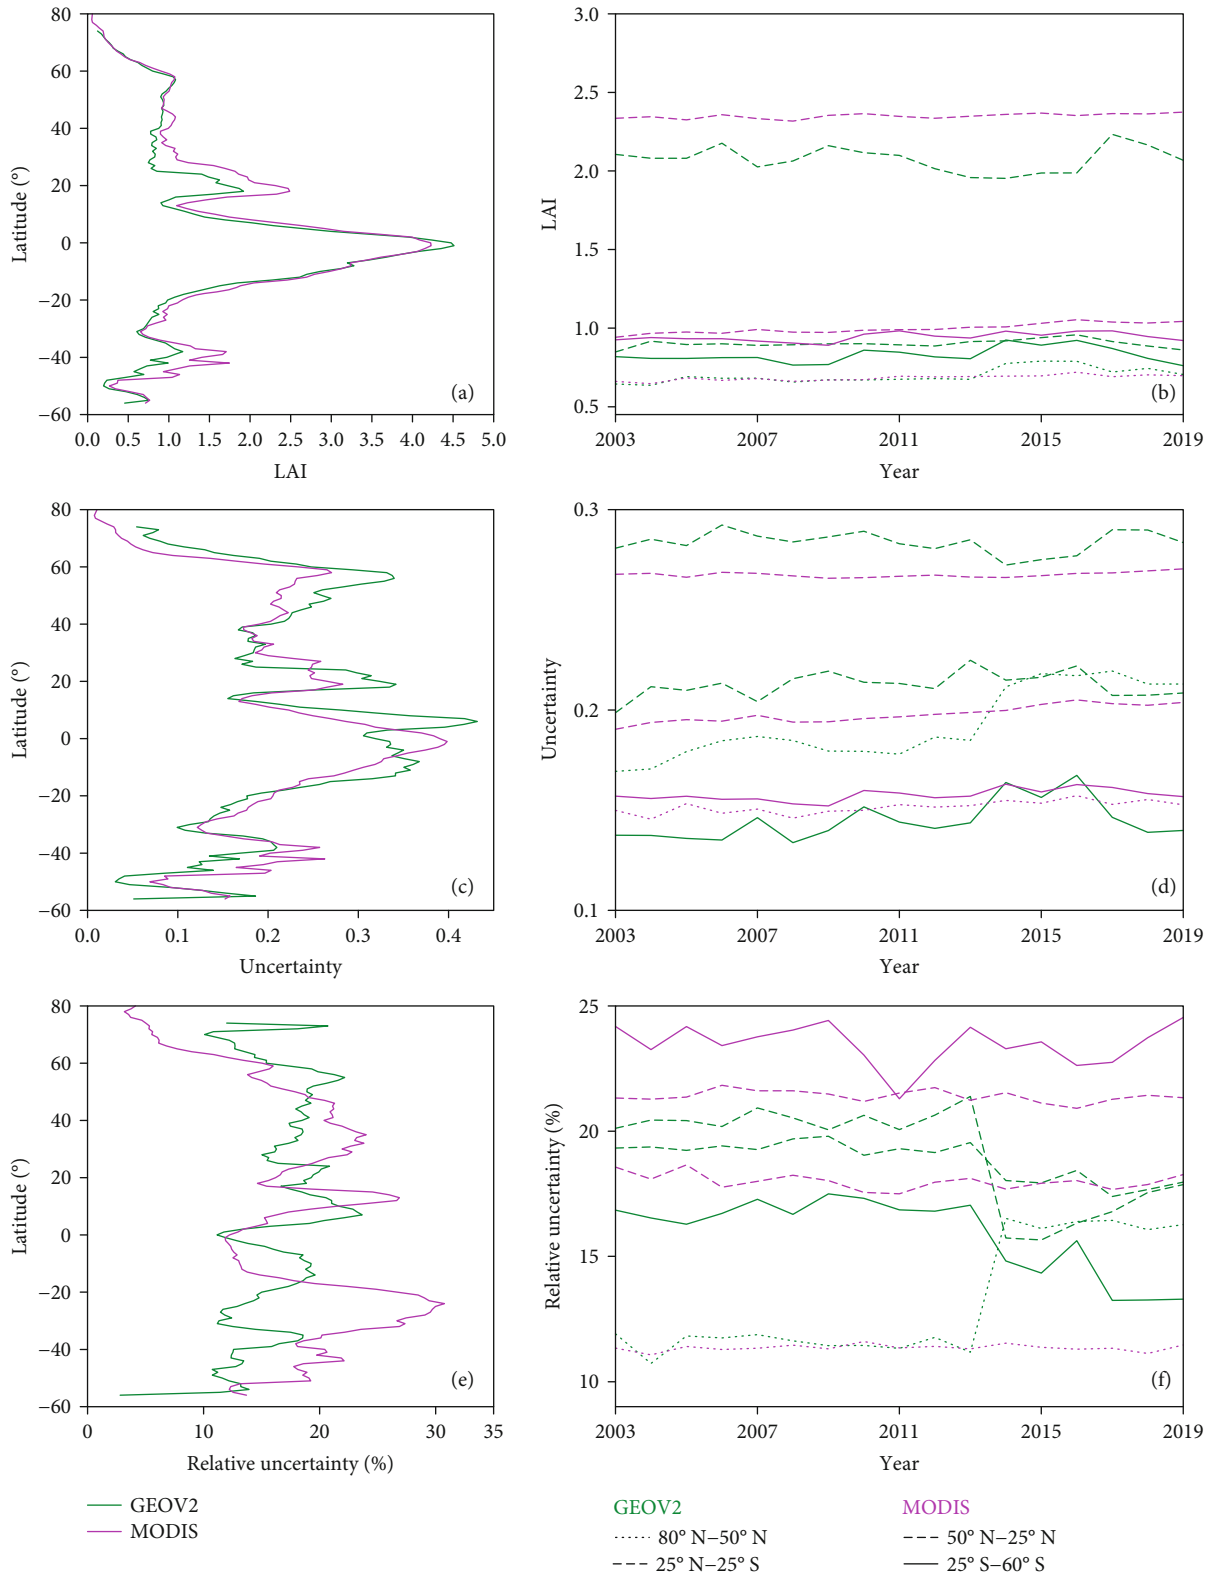 80
60
40
20
0
−20
−40
−60
Latitude (°)
(a)
0.0 0.5 1.0 1.5 2.0 2.5 3.0 3.5 4.0 4.5 5.0
LAI
3.0
2.5
2.0
1.5
1.0
0.5
LAI
(b)
2003 2007 2011 2015 2019
Year
80
60
40
20
0
−20
−40
−60
Latitude (°)
(c)
0.0 0.1 0.2 0.3 0.4
Uncertainty
0.3
0.2
0.1
Uncertainty
(d)
2003 2007 2011 2015 2019
Year
80
60
40
20
0
−20
−40
−60
Latitude (°)
(e)
0 10 20 30 35
Relative uncertainty (%)
25
20
15
10
Relative uncertainty (%)
(f)
2003 2007 2011 2015 2019
Year
GEOV2
MODIS
GEOV2 MODIS
80° N−50° N 50° N−25° N
25° N−25° S 25° S−60° S